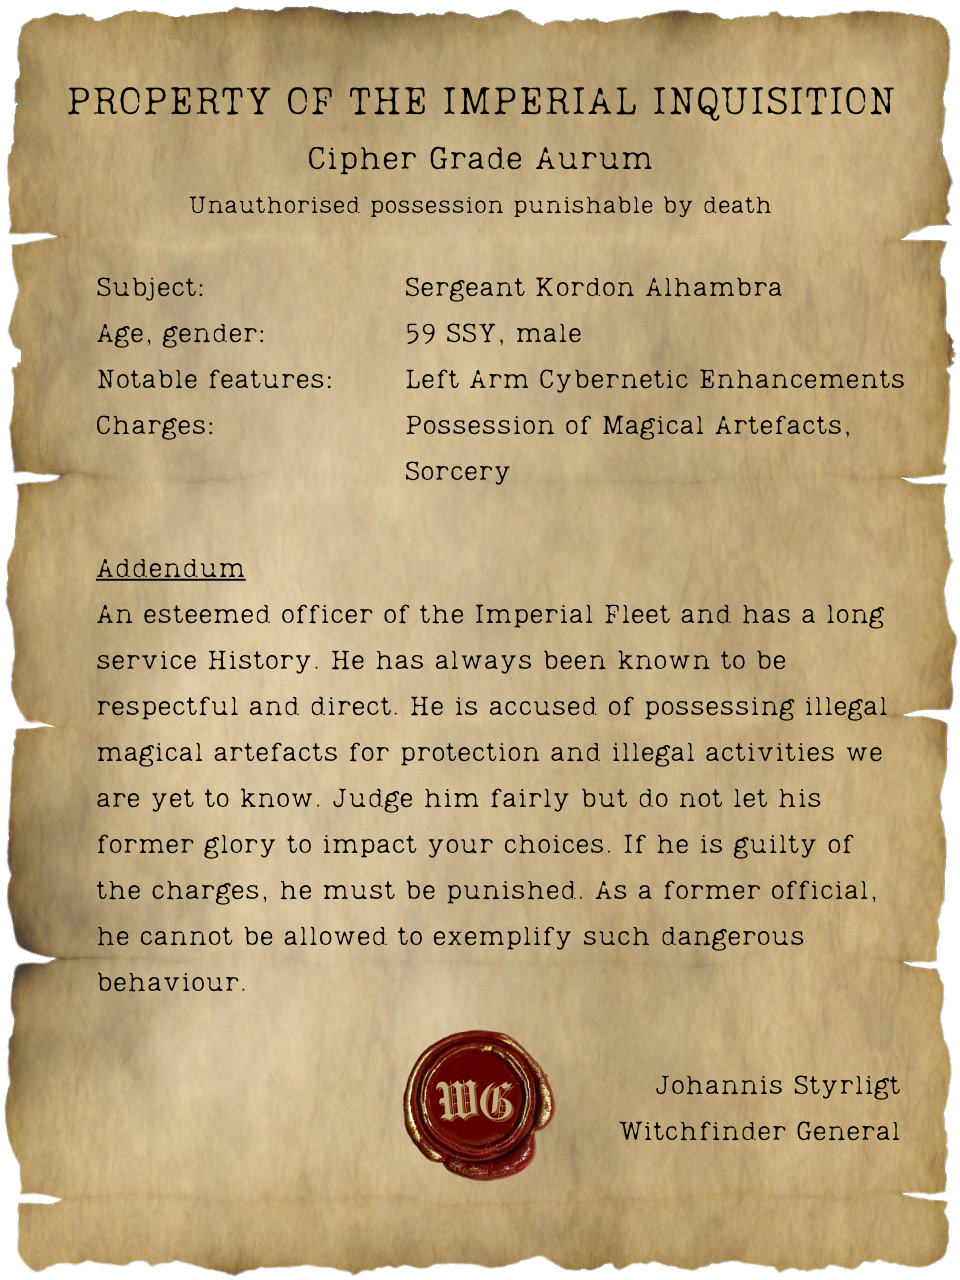 PROPERTY OF THE IMPERIAL INQUISITION
Cipher Grade Aurum
Unauthorised possession punishable by death
Subject: Sergeant Kordon Alhambra
Age, gender: 59 SSY, male
Notable features: Left Arm Cybernetic Enhancements
Charges: Possession of Magical Artefacts,
Sorcery
Addendum
An esteemed officer of the Imperial Fleet and has a long
service History. He has always been known to be
respectful and direct. He is accused of possessing illegal
magical artefacts for protection and illegal activities we
are yet to know. Judge him fairly but do not let his
former glory to impact your choices. If he is guilty of
the charges, he must be punished. As a former official,
he cannot be allowed to exemplify such dangerous
behaviour.
WG
Johannis Styrligt
Witchfinder General